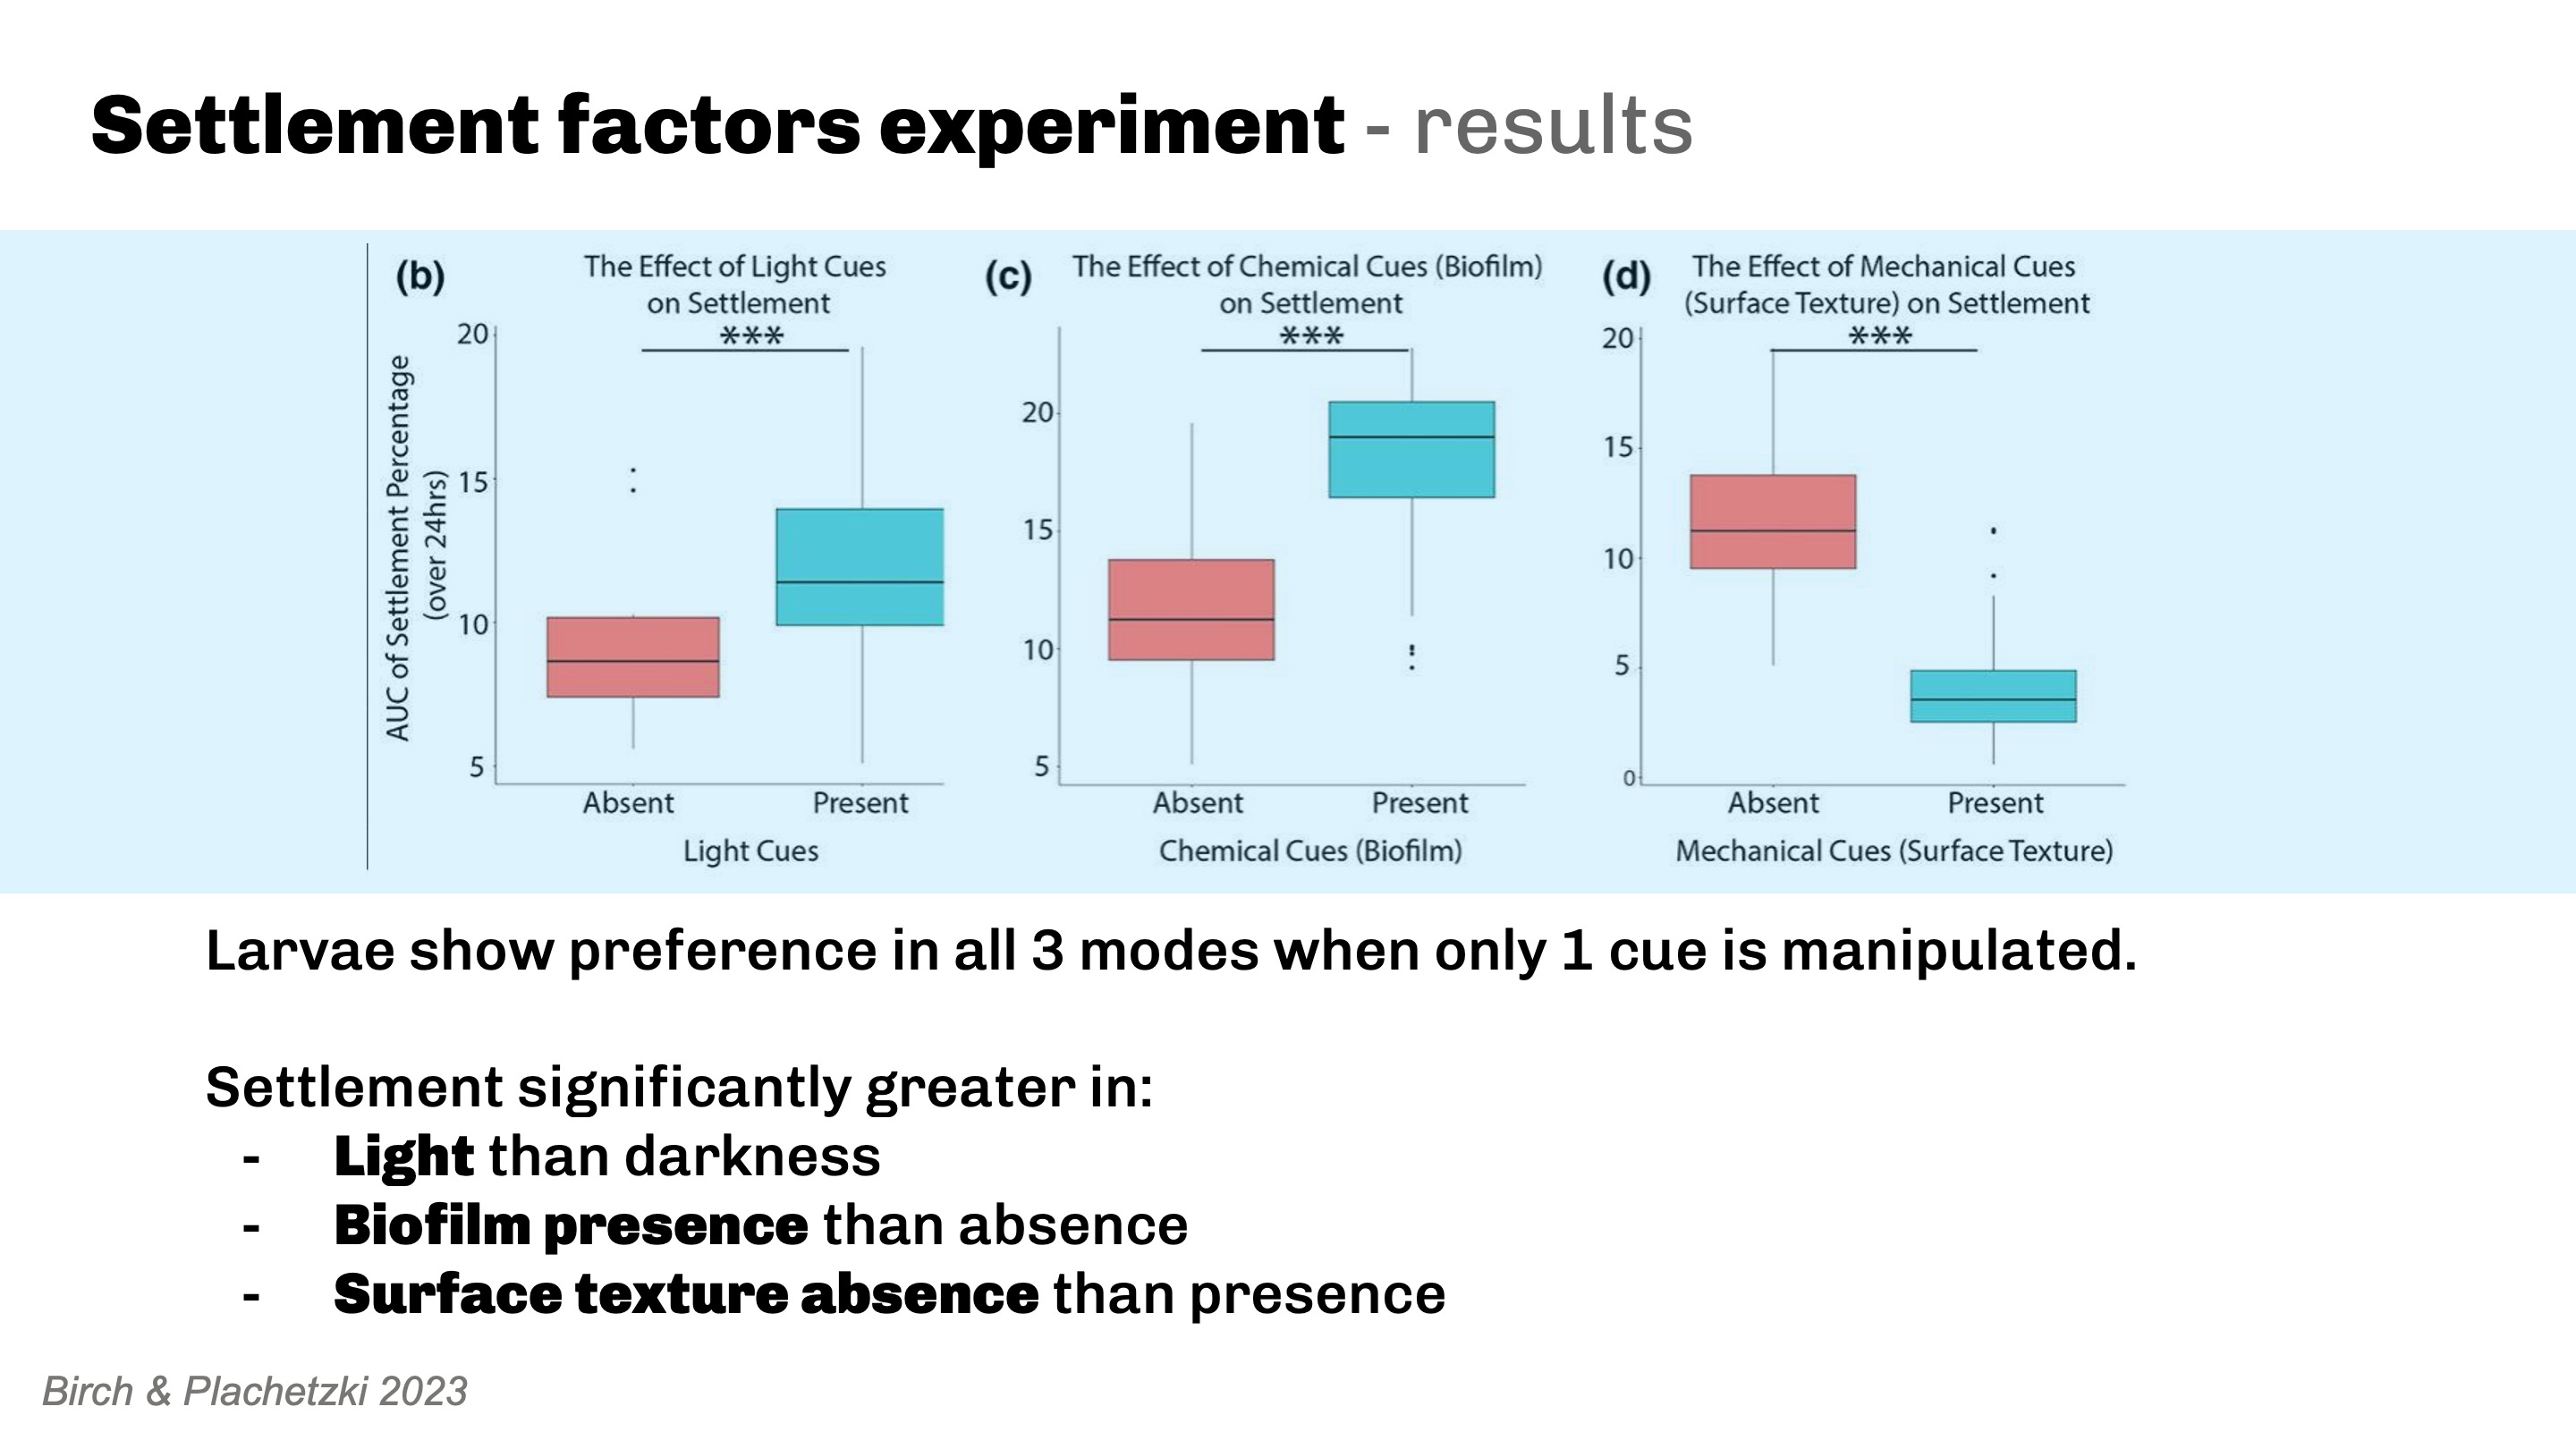 Settlement factors experiment - results
(b)
The Effect of Light Cues
on Settlement
***
AUC of Settlement Percentage
(over 24hrs)
20
15
10
5
Absent Present
Light Cues
(c)
The Effect of Chemical Cues (Biofilm)
on Settlement
***
20
15
10
5
Absent Present
Chemical Cues (Biofilm)
(d)
The Effect of Mechanical Cues
(Surface Texture) on Settlement
***
20
15
10
5
0
Absent Present
Mechanical Cues (Surface Texture)
Larvae show preference in all 3 modes when only 1 cue is manipulated.
Settlement significantly greater in:
- Light than darkness
- Biofilm presence than absence
- Surface texture absence than presence
Birch & Plachetzki 2023